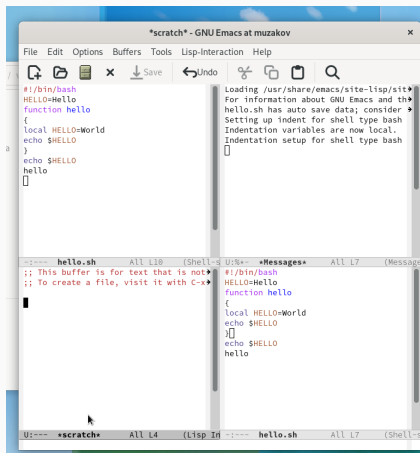 *scratch* - GNU Emacs at muzakov
File Edit Options Buffers Tools Lisp-Interaction Help
Save Undo
#!/bin/bash
HELLO=Hello
function hello
{
local HELLO=World
echo $HELLO
}
echo $HELLO
hello
-:--- hello.sh All L10 (Shell-s
Loading /usr/share/emacs/site-lisp/sit
For information about GNU Emacs and th
hello.sh has auto save data; consider
Setting up indent for shell type bash
Indentation variables are now local.
Indentation setup for shell type bash
U:%*- *Messages* All L7 (Message
;; This buffer is for text that is not
;; To create a file, visit it with C-x
U:--- *scratch* All L4 (Lisp In
#!/bin/bash
HELLO=Hello
function hello
{
local HELLO=World
echo $HELLO
}
echo $HELLO
hello
-:--- hello.sh All L7 (Shell-s